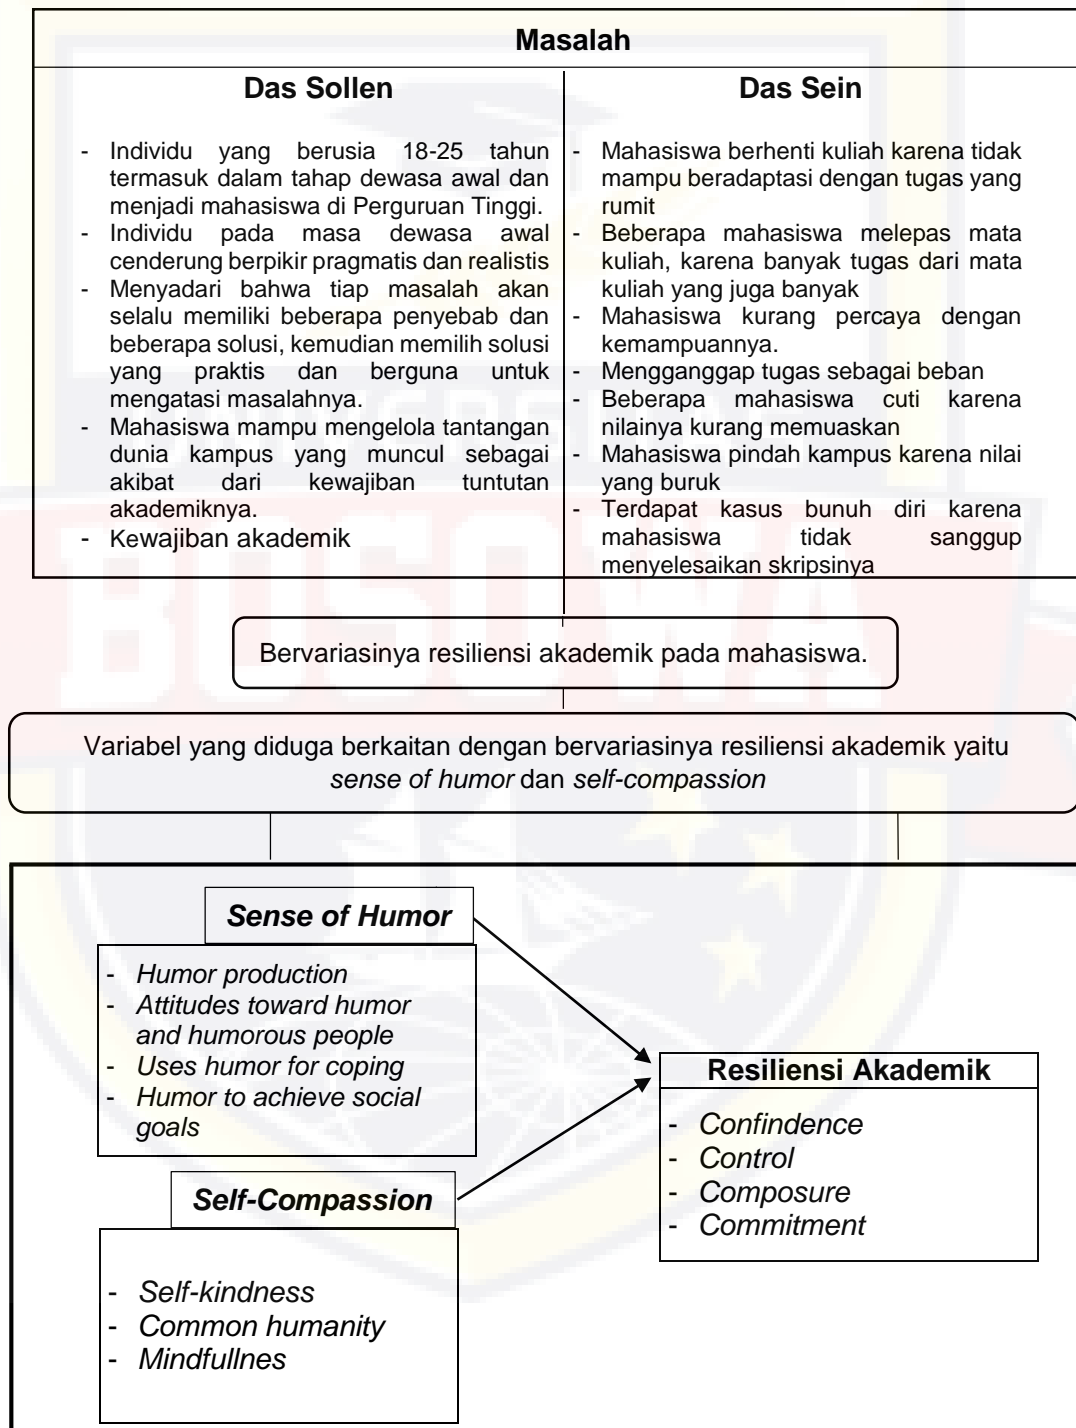 Masalah
Das Sollen
- Individu yang berusia 18-25 tahun
termasuk dalam tahap dewasa awal dan
menjadi mahasiswa di Perguruan Tinggi.
- Individu pada masa dewasa awal
cenderung berpikir pragmatis dan realistis
- Menyadari bahwa tiap masalah akan
selalu memiliki beberapa penyebab dan
beberapa solusi, kemudian memilih solusi
yang praktis dan berguna untuk
mengatasi masalahnya.
- Mahasiswa mampu mengelola tantangan
dunia kampus yang muncul sebagai
akibat dari kewajiban tuntutan
akademiknya.
- Kewajiban akademik
Das Sein
- Mahasiswa berhenti kuliah karena tidak
mampu beradaptasi dengan tugas yang
rumit
- Beberapa mahasiswa melepas mata
kuliah, karena banyak tugas dari mata
kuliah yang juga banyak
- Mahasiswa kurang percaya dengan
kemampuannya.
- Mengganggap tugas sebagai beban
- Beberapa mahasiswa cuti karena
nilainya kurang memuaskan
- Mahasiswa pindah kampus karena nilai
yang buruk
- Terdapat kasus bunuh diri karena
mahasiswa tidak sanggup
menyelesaikan skripsinya
UNIVERSITAS
BOSOWA
Bervariasinya resiliensi akademik pada mahasiswa.
Variabel yang diduga berkaitan dengan bervariasinya resiliensi akademik yaitu
sense of humor dan self-compassion
Sense of Humor
- Humor production
- Attitudes toward humor
and humorous people
- Uses humor for coping
- Humor to achieve social
goals
Self-Compassion
- Self-kindness
- Common humanity
- Mindfullnes
Resiliensi Akademik
- Confindence
- Control
- Composure
- Commitment